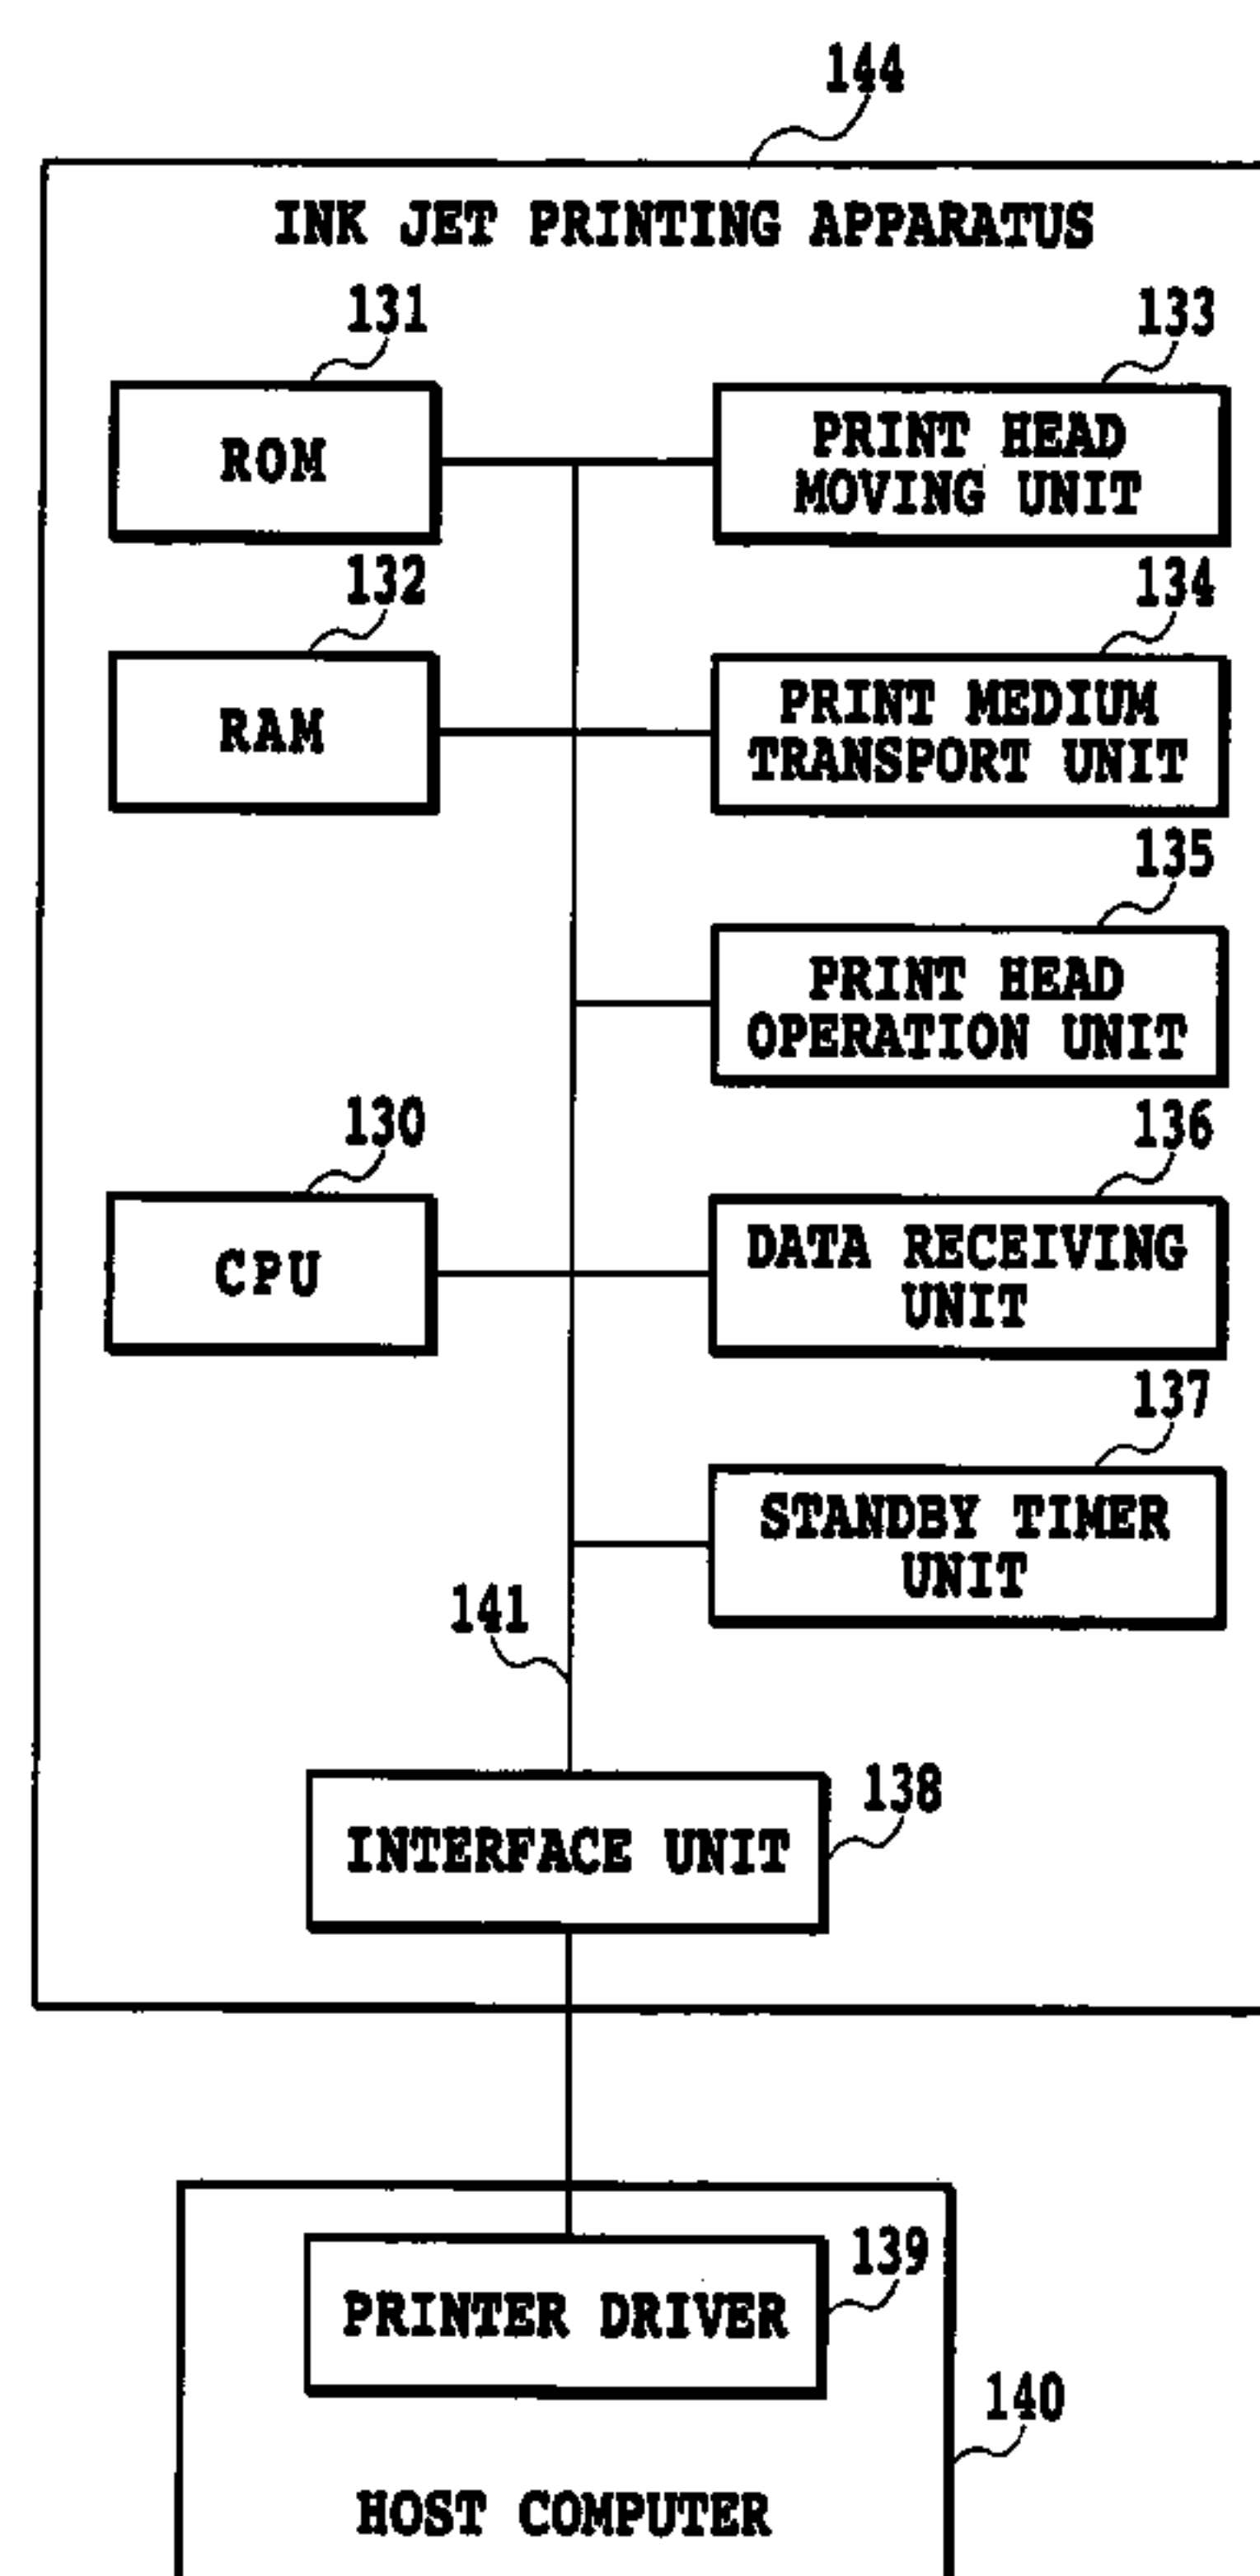 144
INK JET PRINTING APPARATUS
131
133
ROM
PRINT HEAD
MOVING UNIT
132
134
RAM
PRINT MEDIUM
TRANSPORT UNIT
135
PRINT HEAD
OPERATION UNIT
130
136
CPU
DATA RECEIVING
UNIT
137
STANDBY TIMER
UNIT
141
138
INTERFACE UNIT
139
PRINTER DRIVER
140
HOST COMPUTER